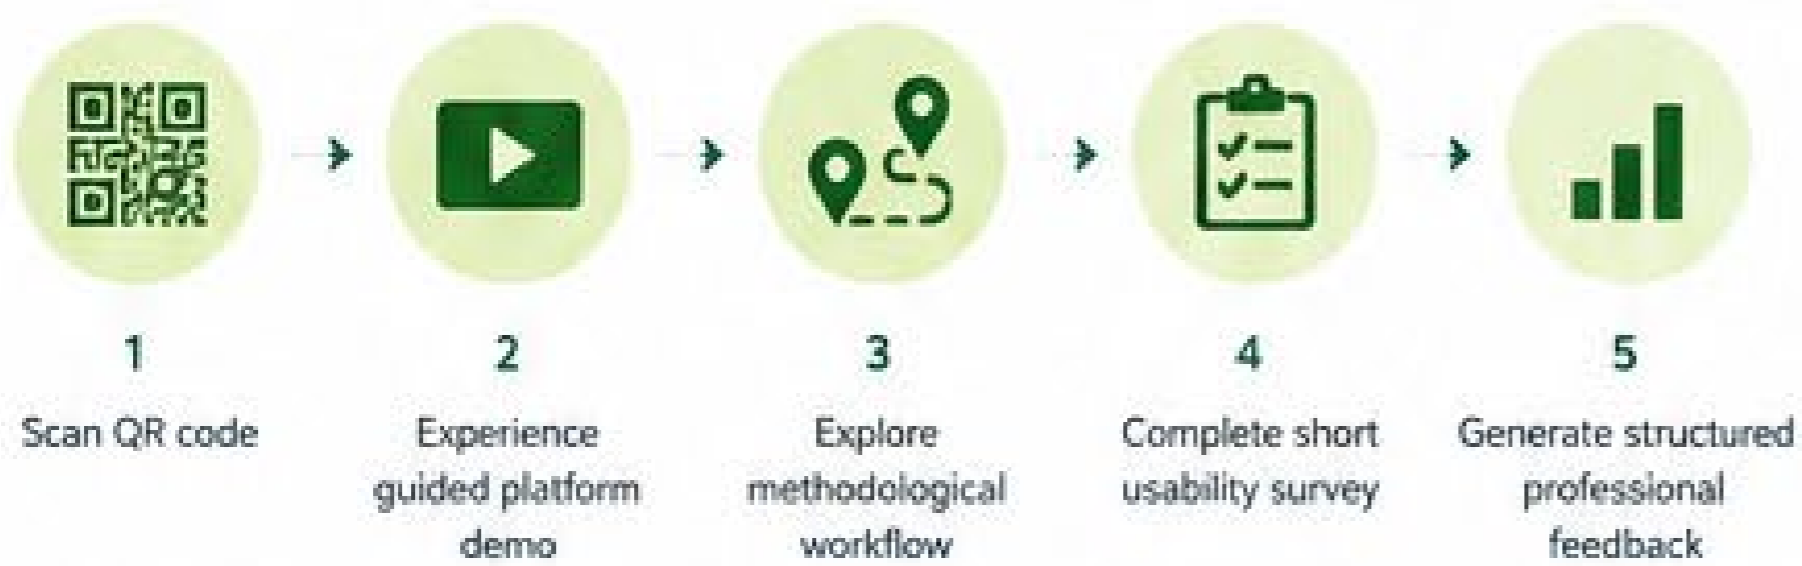 1
Scan QR code
2
Experience
guided platform
demo
3
Explore
methodological
workflow
4
Complete short
usability survey
5
Generate structured
professional
feedback